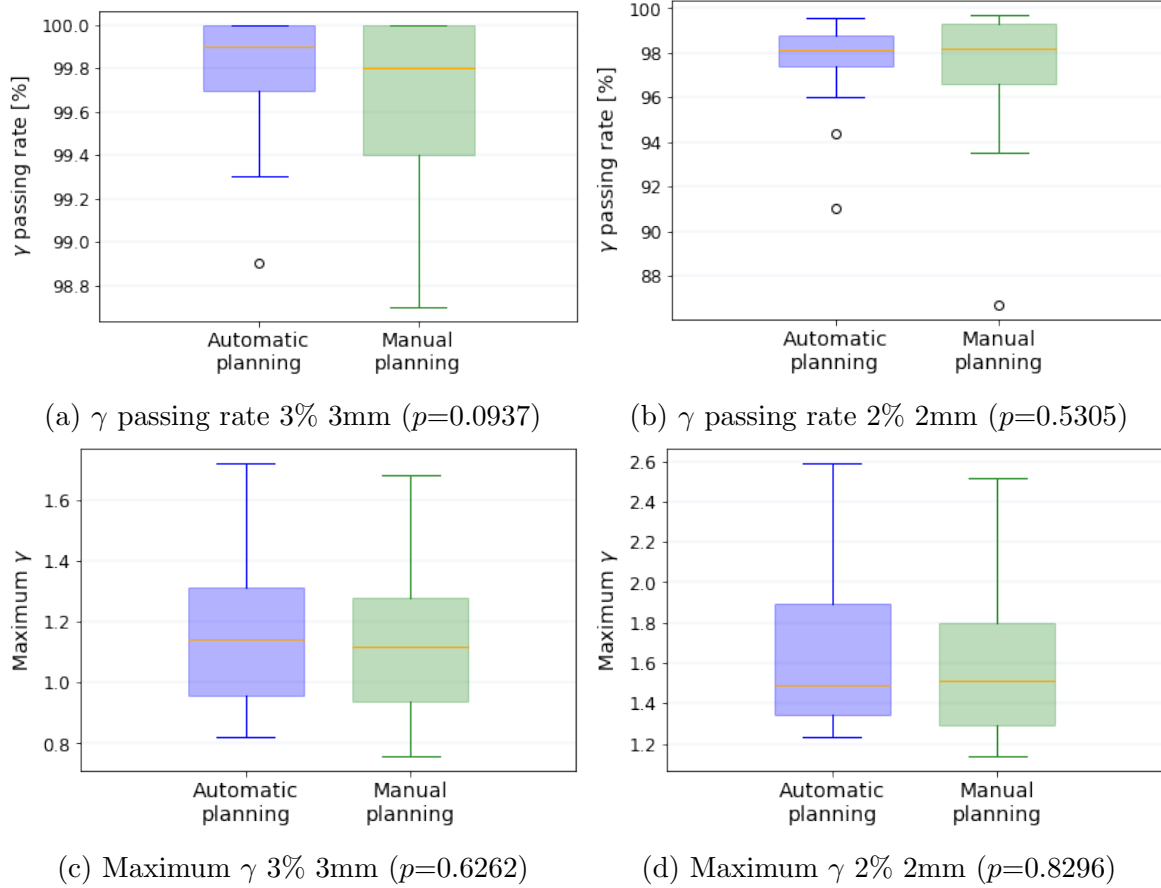 γ passing rate [%]
100.0
99.8
99.6
99.4
99.2
99.0
98.8
Automatic
planning
Manual
planning
(a) γ passing rate 3% 3mm (p=0.0937)
γ passing rate [%]
100
98
96
94
92
90
88
Automatic
planning
Manual
planning
(b) γ passing rate 2% 2mm (p=0.5305)
Maximum γ
1.6
1.4
1.2
1.0
0.8
Automatic
planning
Manual
planning
(c) Maximum γ 3% 3mm (p=0.6262)
Maximum γ
2.6
2.4
2.2
2.0
1.8
1.6
1.4
1.2
Automatic
planning
Manual
planning
(d) Maximum γ 2% 2mm (p=0.8296)